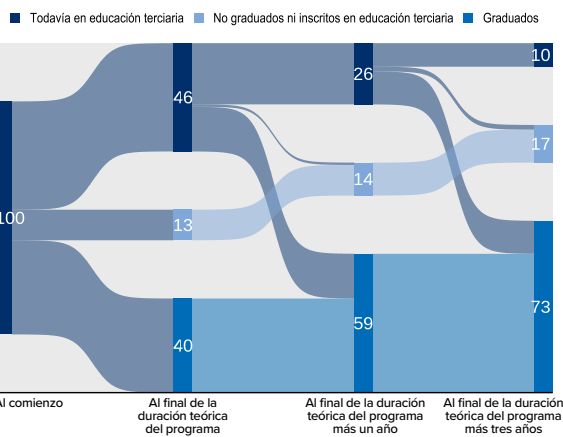 Todavía en educación terciaria No graduados ni inscritos en educación terciaria Graduados
10
26
46
17
14
100
13
73
59
40
Al comienzo
Al final de la
duración teórica
del programa
Al final de la duración
teórica del programa
más un año
Al final de la duración
teórica del programa
más tres años